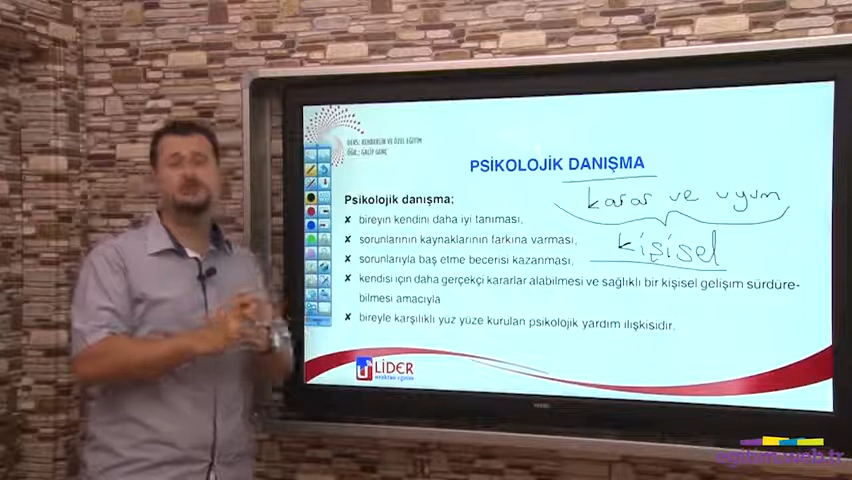 DERS: REHBERLİK VE ÖZEL EĞİTİM
ÖĞR.: GALİP GENÇ
PSİKOLOJİK DANIŞMA
karar ve uyum
kişisel
Psikolojik danışma;
✘ bireyin kendini daha iyi tanıması,
✘ sorunlarının kaynaklarının farkına varması,
✘ sorunlarıyla baş etme becerisi kazanması,
✘ kendisi için daha gerçekçi kararlar alabilmesi ve sağlıklı bir kişisel gelişim sürdüre-
bilmesi amacıyla
✘ bireyle karşılıklı yüz yüze kurulan psikolojik yardım ilişkisidir.
LİDER
uzaktan eğitim
egitim.web.tr